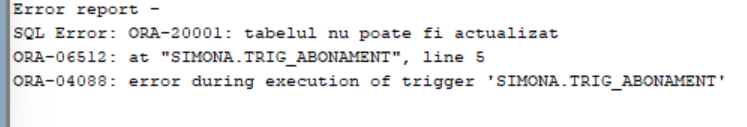 Error report -
SQL Error: ORA-20001: tabelul nu poate fi actualizat
ORA-06512: at "SIMONA.TRIG_ABONAMENT", line 5
ORA-04088: error during execution of trigger 'SIMONA.TRIG_ABONAMENT'